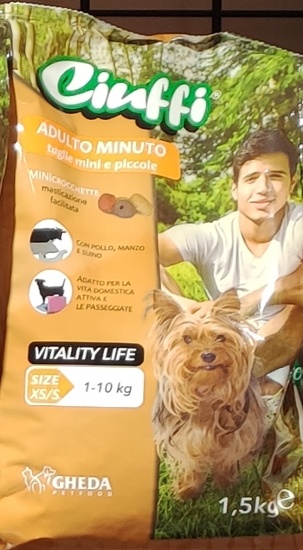 Ciuffi®
ADULTO MINUTO
taglie mini e piccole
MINICROCCHETTE
masticazione
facilitata
CON POLLO, MANZO
E SUINO
ADATTO PER LA
VITA DOMESTICA
ATTIVA E
LE PASSEGGIATE
VITALITY LIFE
SIZE
XS/S
1-10 kg
GHEDA
PETFOOD
1,5kg e